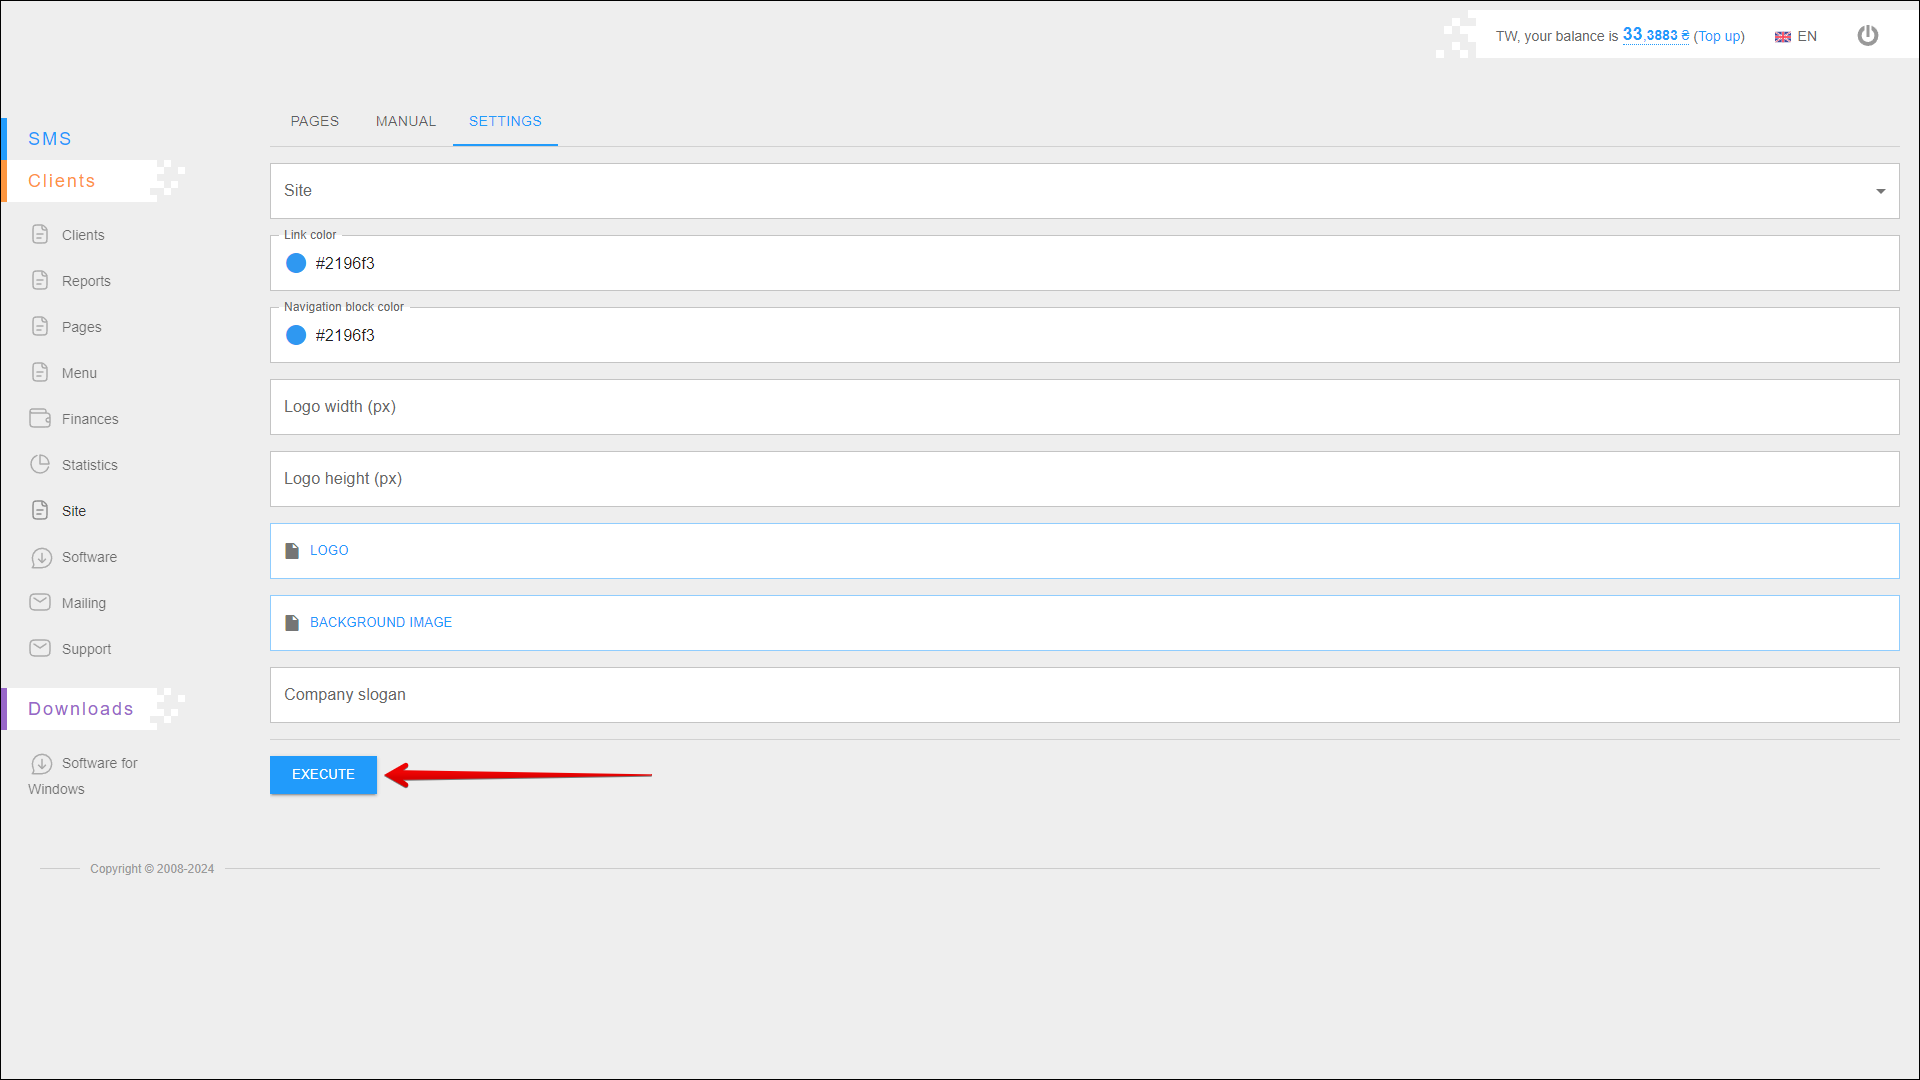 TW, your balance is 33.3883 ₴ (Top up) EN
SMS
Clients
Clients
Reports
Pages
Menu
Finances
Statistics
Site
Software
Mailing
Support
Downloads
Software for
Windows
PAGES MANUAL SETTINGS
Site
Link color
#2196f3
Navigation block color
#2196f3
Logo width (px)
Logo height (px)
LOGO
BACKGROUND IMAGE
Company slogan
EXECUTE
Copyright © 2008-2024